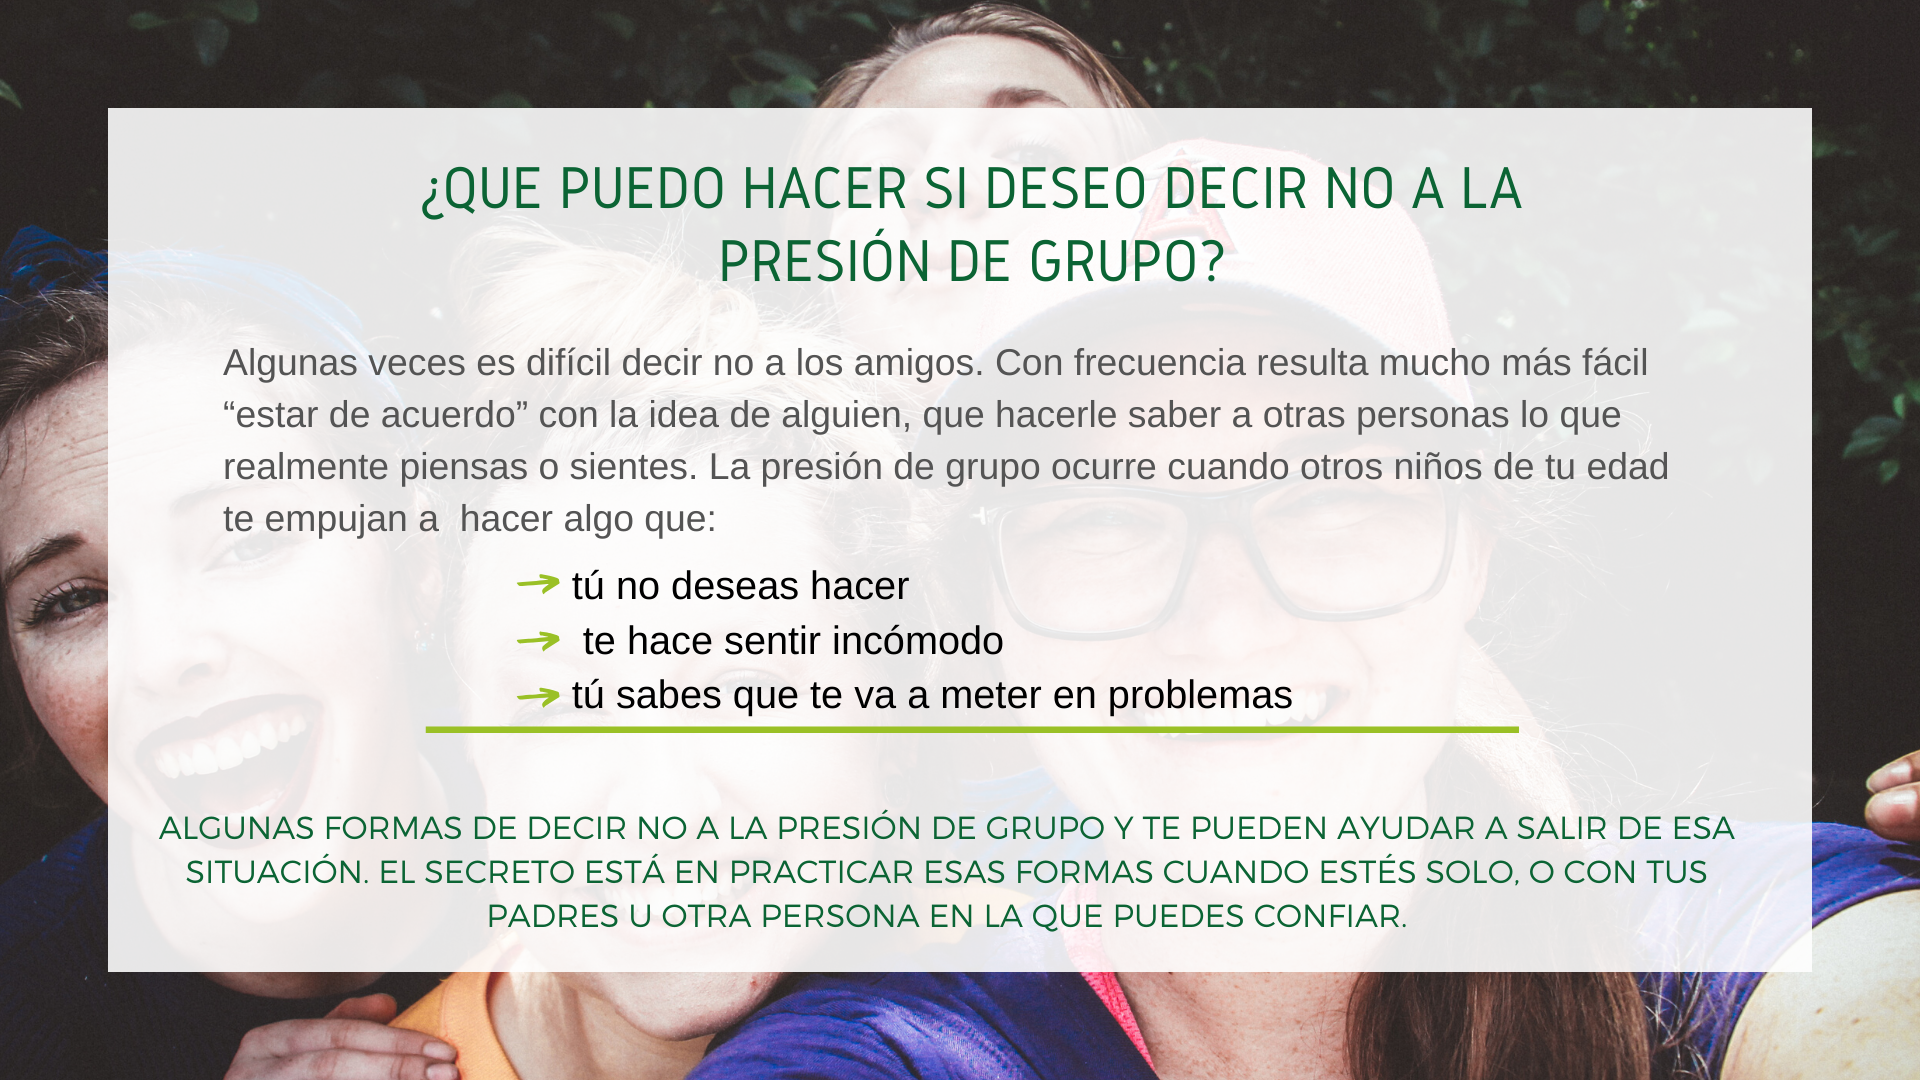 ¿QUE PUEDO HACER SI DESEO DECIR NO A LA
PRESIÓN DE GRUPO?
Algunas veces es difícil decir no a los amigos. Con frecuencia resulta mucho más fácil
“estar de acuerdo” con la idea de alguien, que hacerle saber a otras personas lo que
realmente piensas o sientes. La presión de grupo ocurre cuando otros niños de tu edad
te empujan a  hacer algo que:
tú no deseas hacer
te hace sentir incómodo
tú sabes que te va a meter en problemas
ALGUNAS FORMAS DE DECIR NO A LA PRESIÓN DE GRUPO Y TE PUEDEN AYUDAR A SALIR DE ESA
SITUACIÓN. EL SECRETO ESTÁ EN PRACTICAR ESAS FORMAS CUANDO ESTÉS SOLO, O CON TUS
PADRES U OTRA PERSONA EN LA QUE PUEDES CONFIAR.